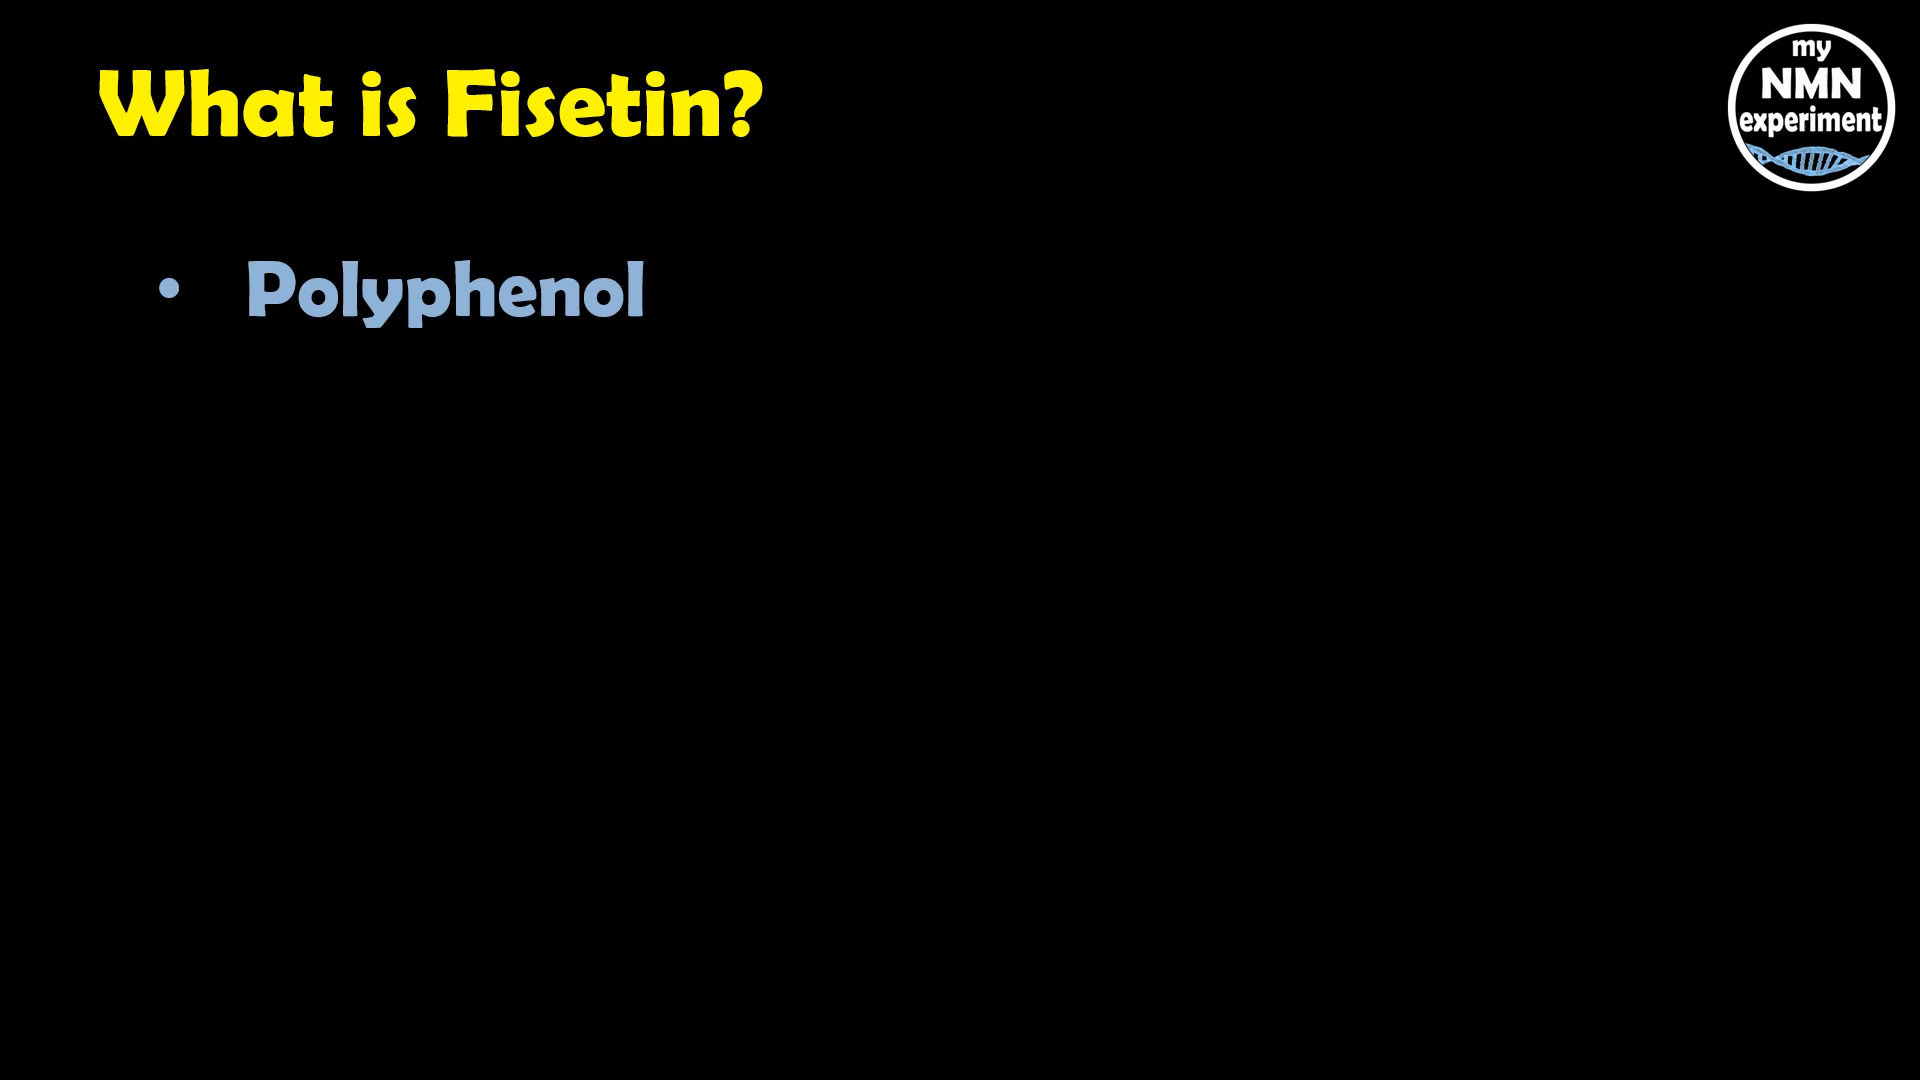 What is Fisetin?
my
NMN
experiment
• Polyphenol